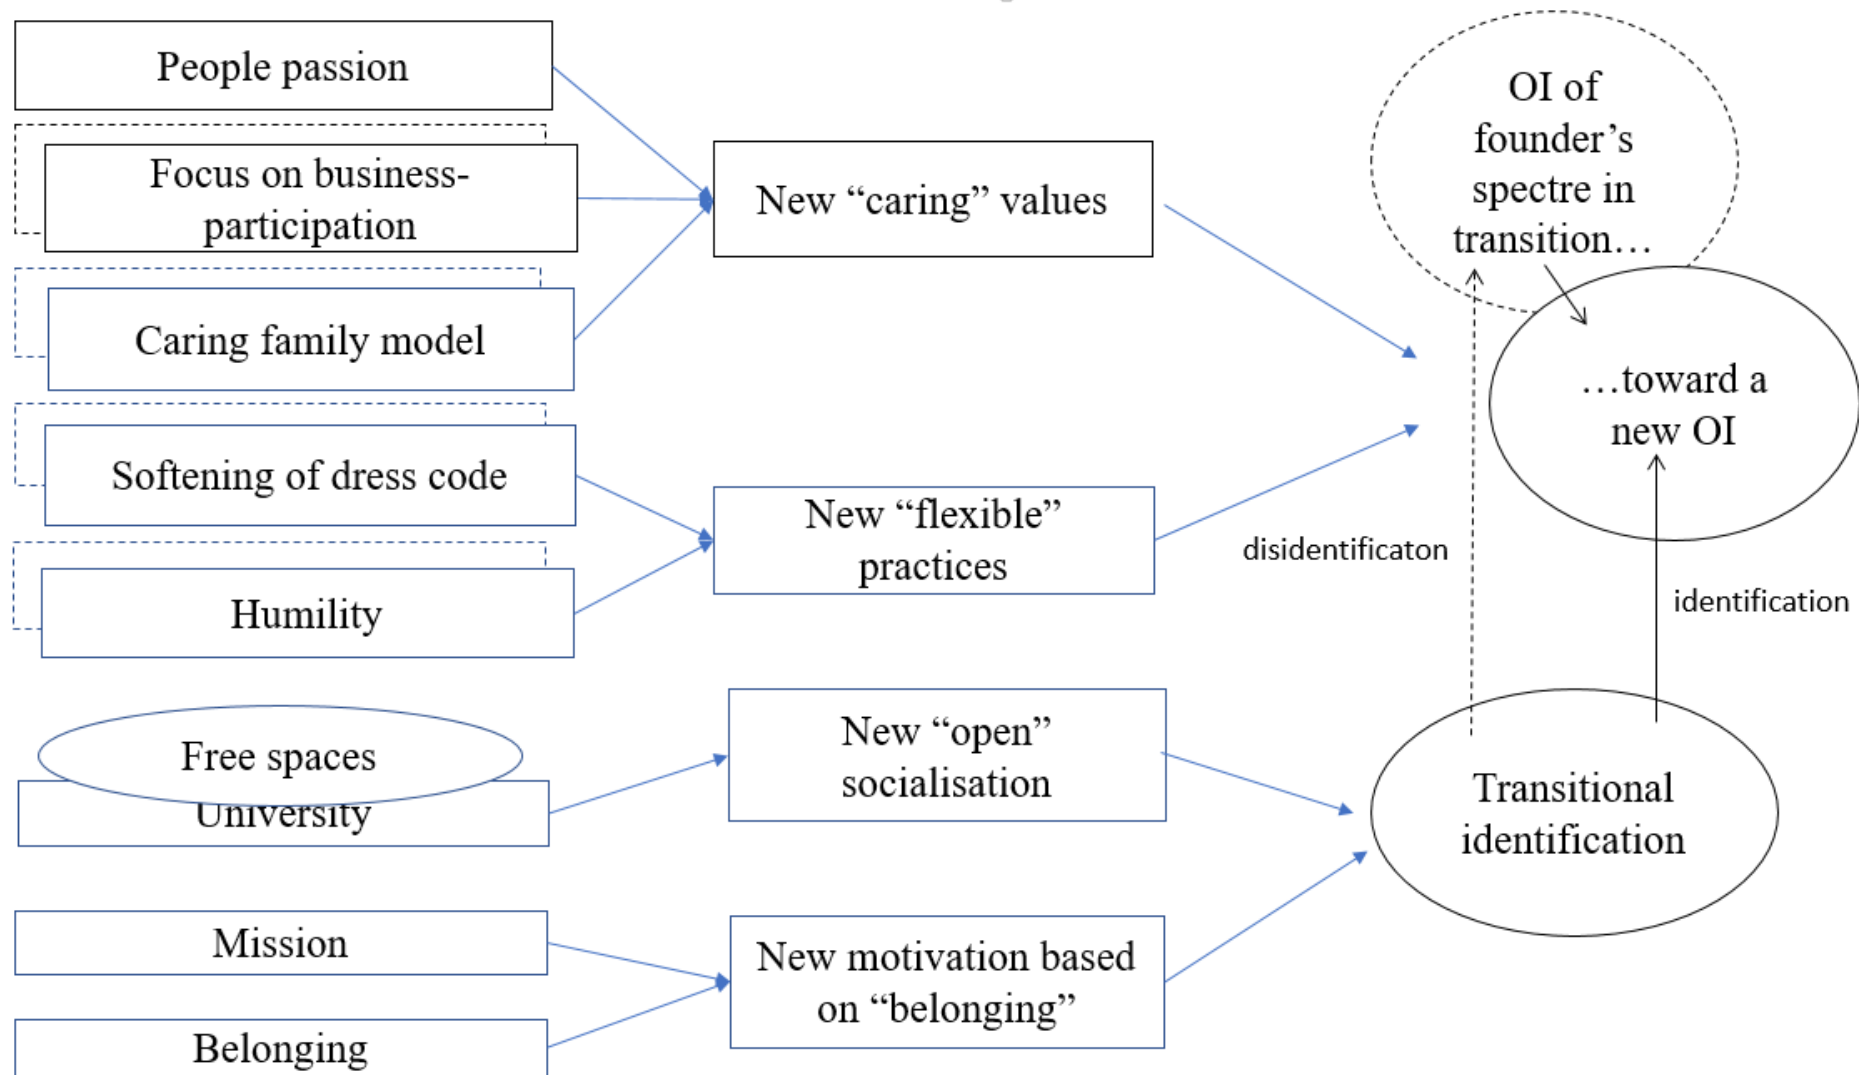 People passion
Focus on business-
participation
Caring family model
Softening of dress code
Humility
Free spaces
University
Mission
Belonging
New “caring” values
New “flexible”
practices
New “open”
socialisation
New motivation based
on “belonging”
OI of
founder’s
spectre in
transition…
…toward a
new OI
disidentificaton
identification
Transitional
identification